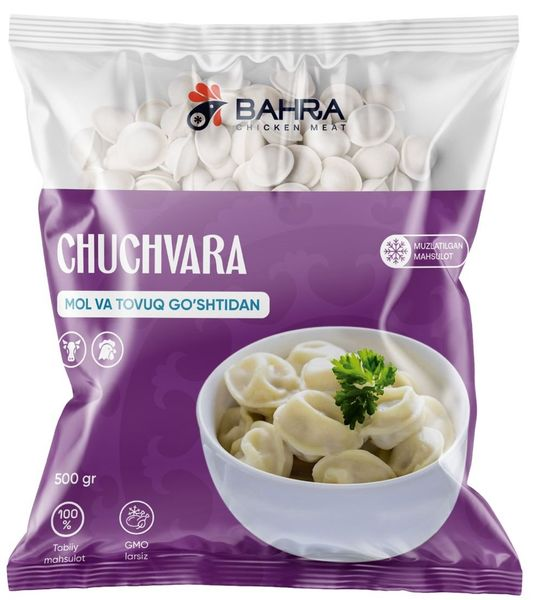 BAHRA
CHICKEN MEAT
CHUCHVARA
MUZLATILGAN
MAHSULOT
MOL VA TOVUQ GO'SHTIDAN
500 gr
100
%
Tabiiy
mahsulot
GMO
larsiz